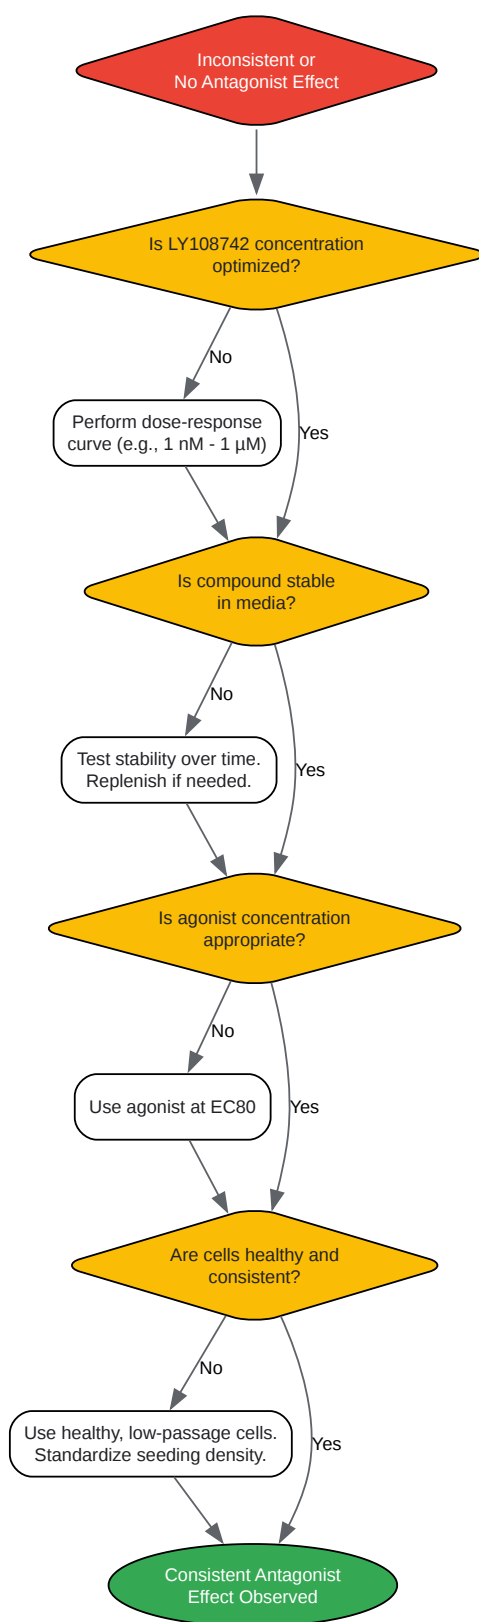 Inconsistent or
No Antagonist Effect
Is LY108742 concentration
optimized?
No
Perform dose-response
curve (e.g., 1 nM - 1 µM)
Yes
Is compound stable
in media?
No
Test stability over time.
Replenish if needed.
Yes
Is agonist concentration
appropriate?
No
Use agonist at EC80
Yes
Are cells healthy and
consistent?
No
Use healthy, low-passage cells.
Standardize seeding density.
Yes
Consistent Antagonist
Effect Observed